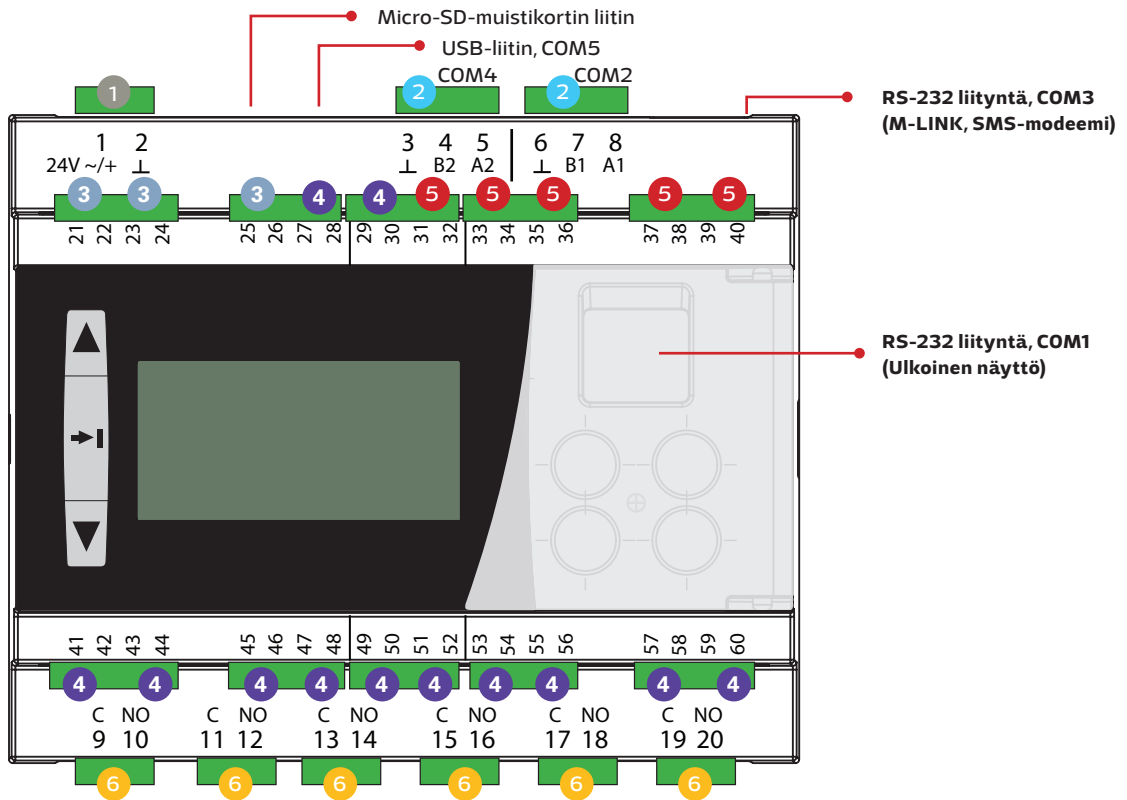 Micro-SD-muistikortin liitin
USB-liitin, COM5
COM4 COM2
1 2 2
RS-232 liityntä, COM3
(M-LINK, SMS-modeemi)
1 2 3 4 5 6 7 8
24V ~/+ ⊥ ⊥ B2 A2 ⊥ B1 A1
3 3 3 4 4 5 5 5 5 5
21 22 23 24 25 26 27 28 29 30 31 32 33 34 35 36 37 38 39 40
RS-232 liityntä, COM1
(Ulkoinen näyttö)
41 42 43 44 45 46 47 48 49 50 51 52 53 54 55 56 57 58 59 60
4 4 4 4 4 4 4 4 4 4
C NO C NO C NO C NO C NO C NO
9 10 11 12 13 14 15 16 17 18 19 20
6 6 6 6 6 6